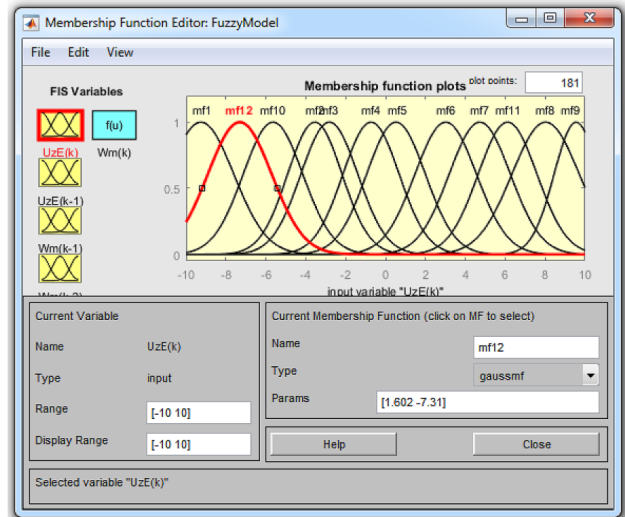 Membership Function Editor: FuzzyModel
File Edit View
FIS Variables
Membership function plots
plot points:
181
f(u)
UzE(k)
Wm(k)
UzE(k-1)
Wm(k-1)
mf1 mf12 mf10 mf3 mf4 mf5 mf6 mf7 mf11 mf8 mf9
1
0.5
0
-10 -8 -6 -4 -2 0 2 4 6 8 10
input variable "UzE(k)"
Current Variable
Name UzE(k)
Type input
Range [-10 10]
Display Range [-10 10]
Current Membership Function (click on MF to select)
Name mf12
Type gaussmf
Params [1.602 -7.31]
Help Close
Selected variable "UzE(k)"